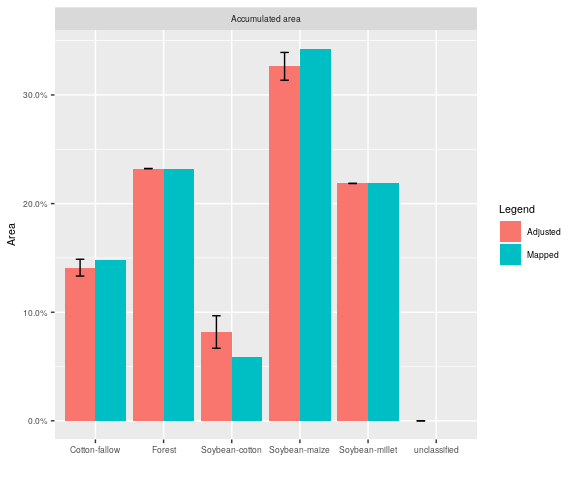 Accumulated area
30.0%
20.0%
10.0%
0.0%
Area
Cotton-fallow Forest Soybean-cotton Soybean-maize Soybean-millet unclassified
Legend
Adjusted
Mapped